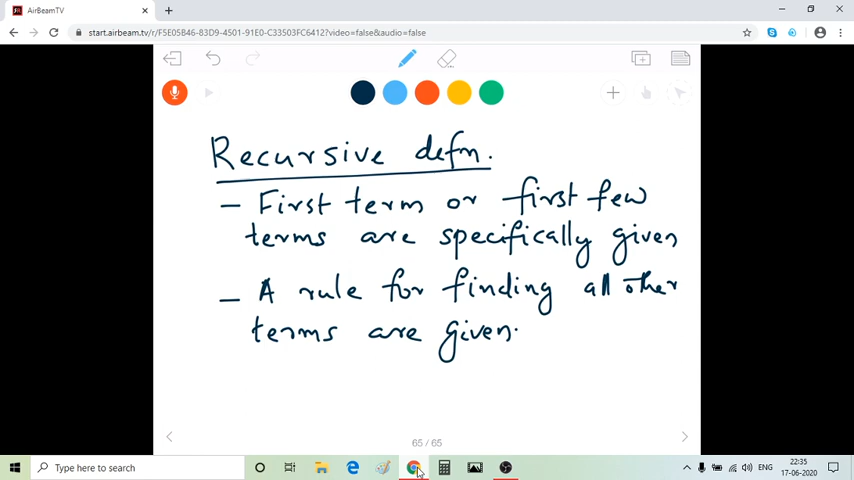 AirBeamTV
start.airbeam.tv/r/F5E05B46-83D9-4501-91E0-C33503FC6412?video=false&audio=false
Recursive defn.
– First term or first few
terms are specifically given
– A rule for finding all other
terms are given.
65 / 65
Type here to search
ENG
22:35
17-06-2020